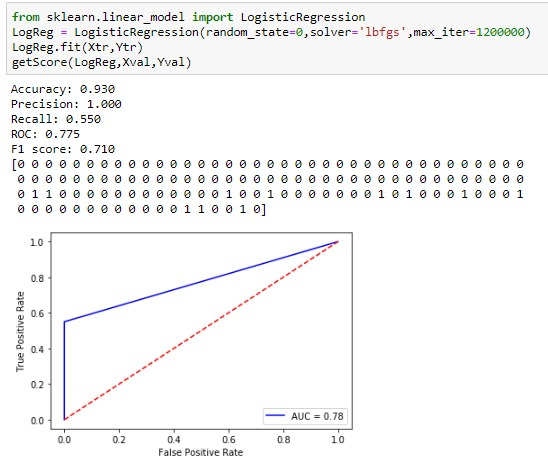 from sklearn.linear_model import LogisticRegression
LogReg = LogisticRegression(random_state=0,solver='lbfgs',max_iter=1200000)
LogReg.fit(Xtr,Ytr)
getScore(LogReg,Xval,Yval)
Accuracy: 0.930
Precision: 1.000
Recall: 0.550
ROC: 0.775
F1 score: 0.710
[0 0 0 0 0 0 0 0 0 0 0 0 0 0 0 0 0 0 0 0 0 0 0 0 0 0 0 0 0 0 0 0 0 0 0 0 0
0 0 0 0 0 0 0 0 0 0 0 0 0 0 0 0 0 0 0 0 0 0 0 0 0 0 0 0 0 0 0 0 0 0 0 0 0
0 1 1 0 0 0 0 0 0 0 0 0 0 0 0 1 0 0 1 0 0 0 0 0 0 0 1 0 1 0 0 0 1 0 0 0 1
0 0 0 0 0 0 0 0 0 0 0 0 1 1 0 0 1 0]
1.0
0.8
0.6
0.4
0.2
0.0
True Positive Rate
AUC = 0.78
0.0 0.2 0.4 0.6 0.8 1.0
False Positive Rate